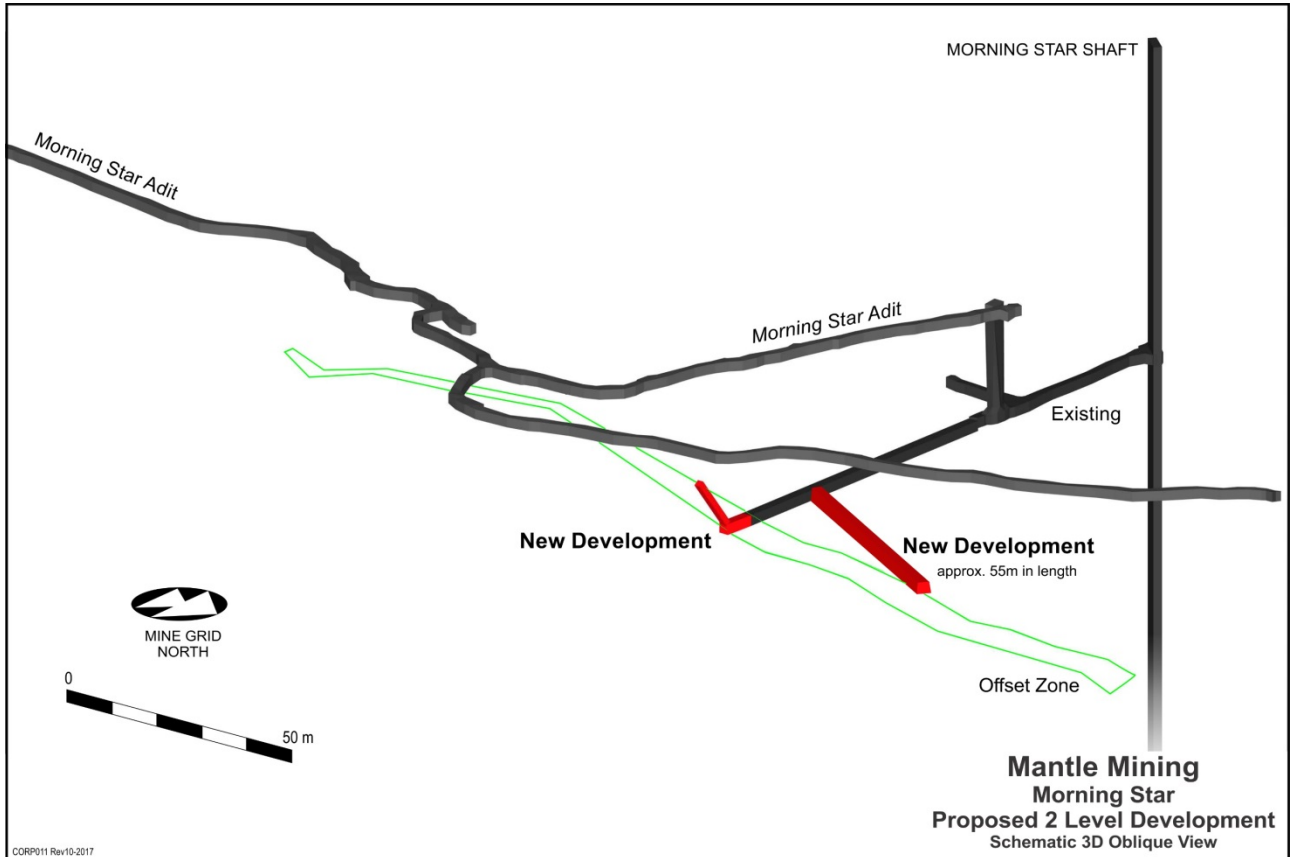 MORNING STAR SHAFT
Morning Star Adit
Morning Star Adit
Existing
New Development
New Development
approx. 55m in length
MINE GRID
NORTH
Offset Zone
0
50 m
Mantle Mining
Morning Star
Proposed 2 Level Development
Schematic 3D Oblique View
CORP011 Rev10-2017